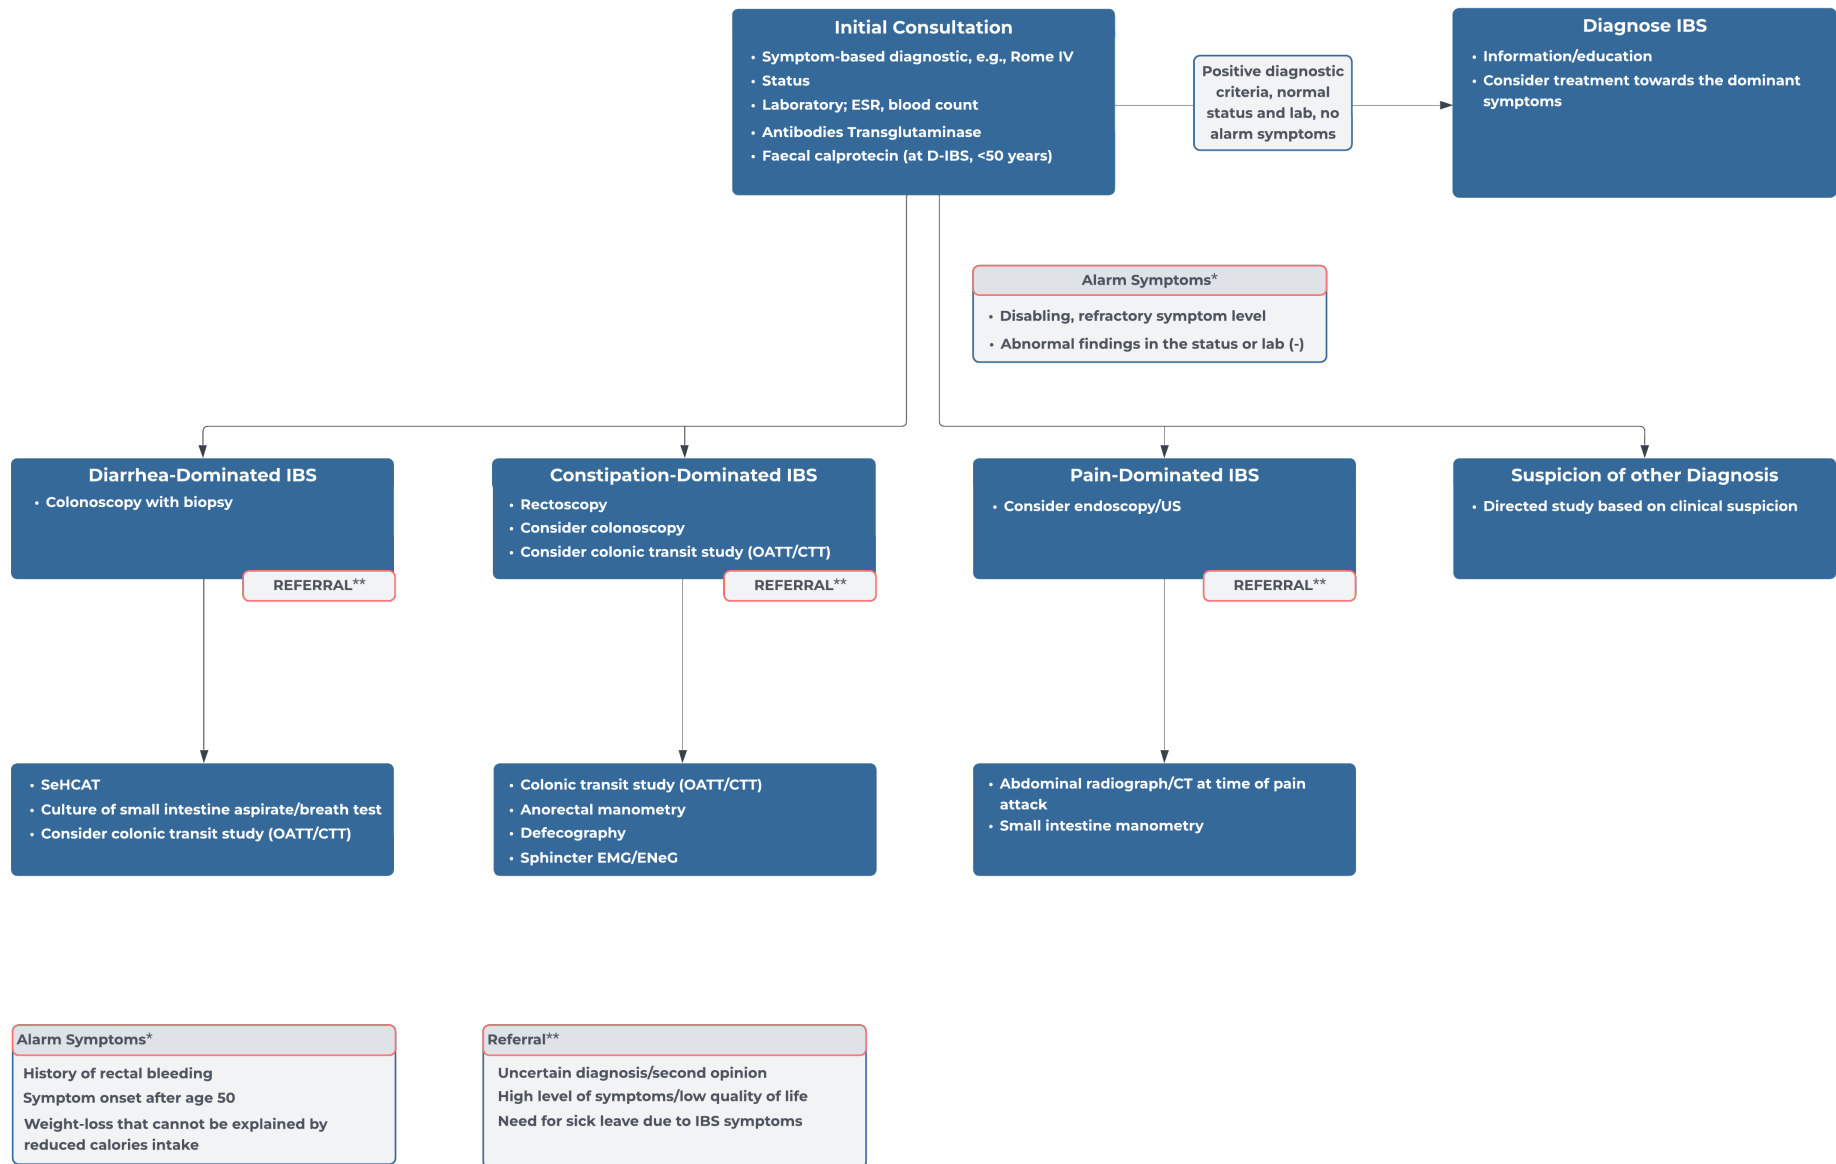 Initial Consultation
• Symptom-based diagnostic, e.g., Rome IV
• Status
• Laboratory; ESR, blood count
• Antibodies Transglutaminase
• Faecal calprotecin (at D-IBS, <50 years)
Positive diagnostic
criteria, normal
status and lab, no
alarm symptoms
Diagnose IBS
• Information/education
• Consider treatment towards the dominant
symptoms
Alarm Symptoms*
• Disabling, refractory symptom level
• Abnormal findings in the status or lab (-)
Diarrhea-Dominated IBS
• Colonoscopy with biopsy
REFERRAL**
Constipation-Dominated IBS
• Rectoscopy
• Consider colonoscopy
• Consider colonic transit study (OATT/CTT)
REFERRAL**
Pain-Dominated IBS
• Consider endoscopy/US
REFERRAL**
Suspicion of other Diagnosis
• Directed study based on clinical suspicion
• SeHCAT
• Culture of small intestine aspirate/breath test
• Consider colonic transit study (OATT/CTT)
• Colonic transit study (OATT/CTT)
• Anorectal manometry
• Defecography
• Sphincter EMG/ENeG
• Abdominal radiograph/CT at time of pain
attack
• Small intestine manometry
Alarm Symptoms*
History of rectal bleeding
Symptom onset after age 50
Weight-loss that cannot be explained by
reduced calories intake
Referral**
Uncertain diagnosis/second opinion
High level of symptoms/low quality of life
Need for sick leave due to IBS symptoms